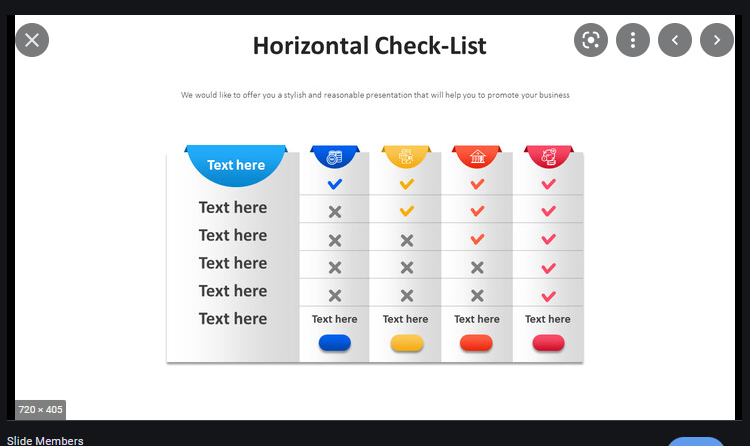 Horizontal Check-List
We would like to offer you a stylish and reasonable presentation that will help you to promote your business
Text here
Text here
Text here
Text here
Text here
Text here
Text here Text here Text here Text here
720 × 405
Slide Members